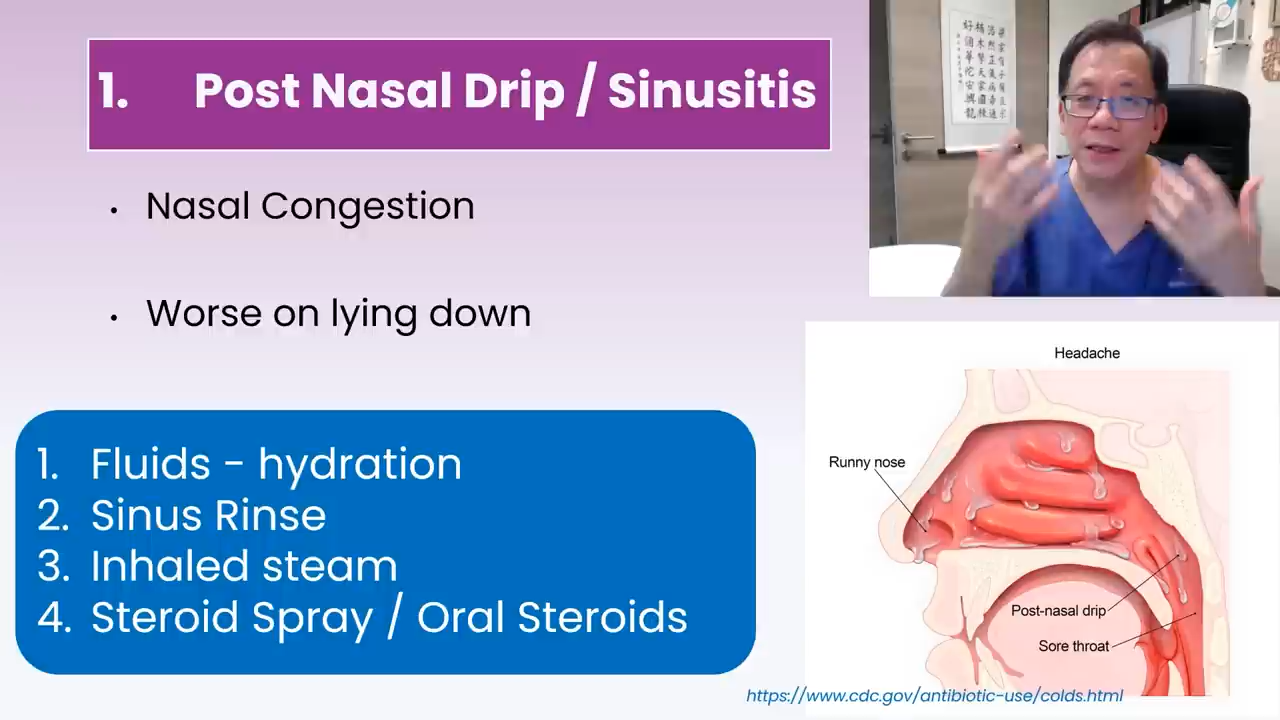 1. Post Nasal Drip / Sinusitis
• Nasal Congestion
• Worse on lying down
1. Fluids - hydration
2. Sinus Rinse
3. Inhaled steam
4. Steroid Spray / Oral Steroids
Headache
Runny nose
Post-nasal drip
Sore throat
https://www.cdc.gov/antibiotic-use/colds.html